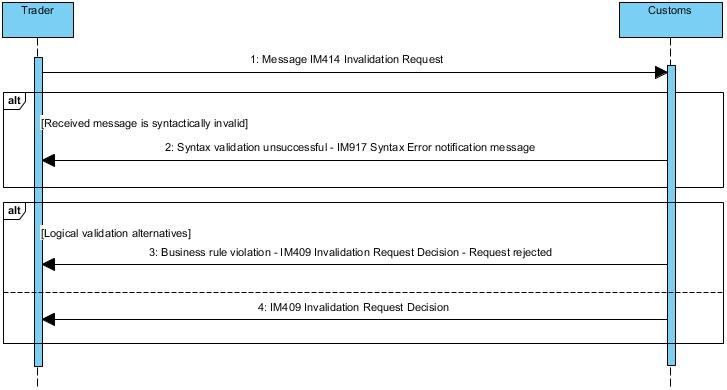 Trader
Customs
1: Message IM414 Invalidation Request
alt
[Received message is syntactically invalid]
2: Syntax validation unsuccessful - IM917 Syntax Error notification message
alt
[Logical validation alternatives]
3: Business rule violation - IM409 Invalidation Request Decision - Request rejected
4: IM409 Invalidation Request Decision